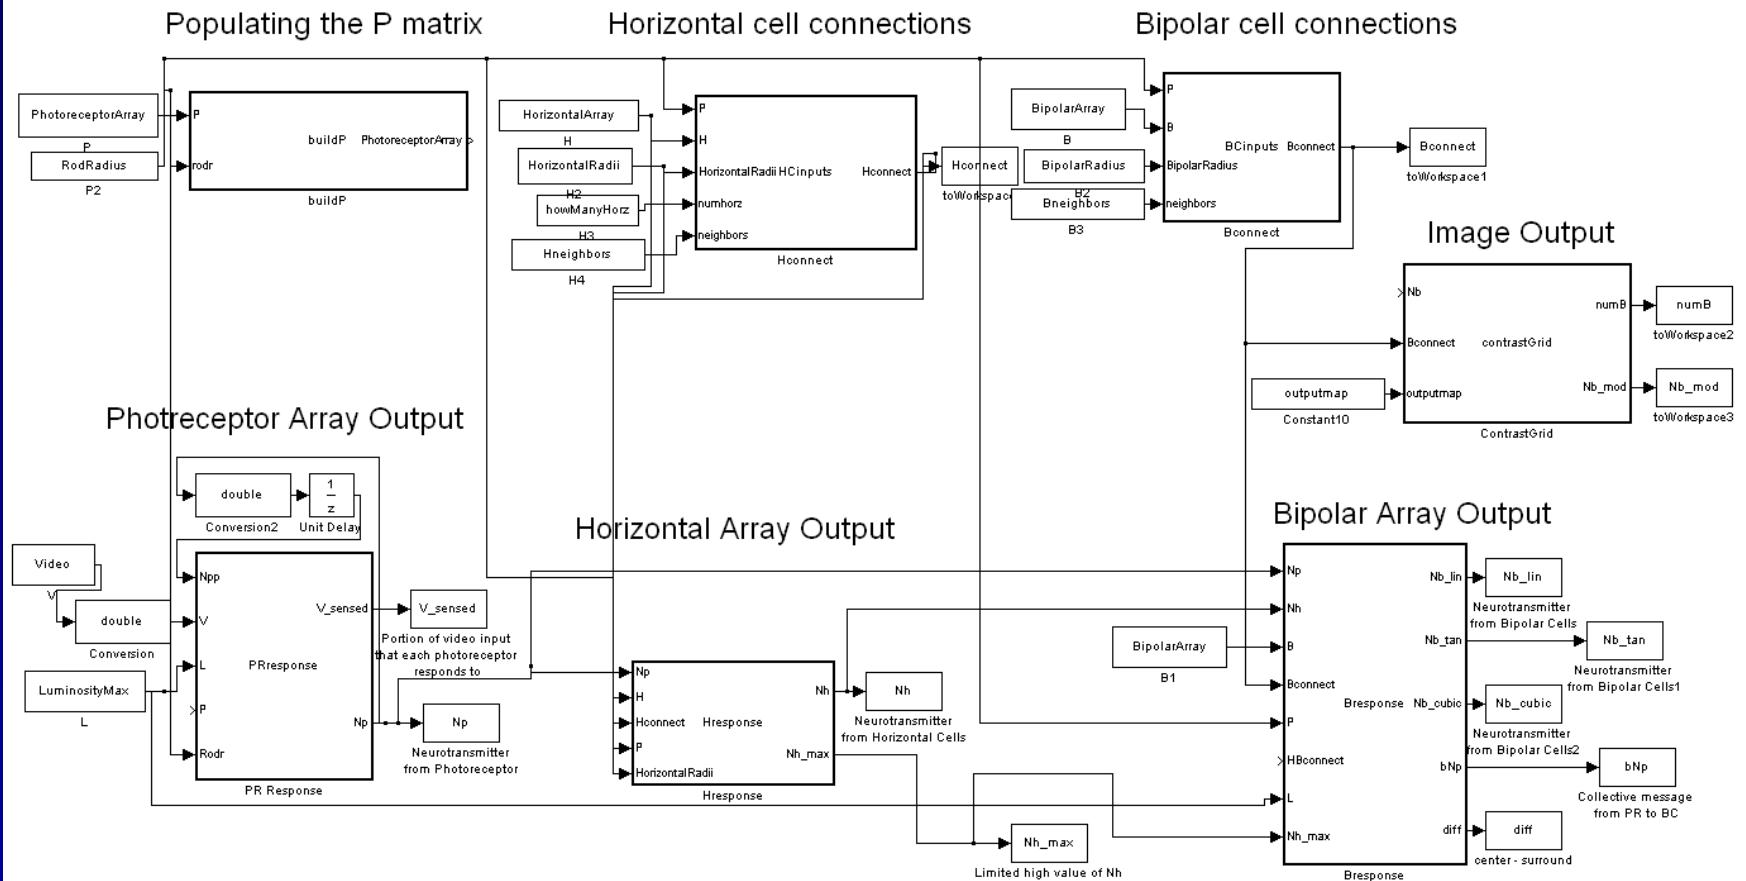 Populating the P matrix
Horizontal cell connections
Bipolar cell connections
PhotoreceptorArray
P
RodRadius
P2
P
rodr
buildP
PhotoreceptorArray
buildP
HorizontalArray
H
HorizontalRadii
H2
howManyHorz
H3
Hneighbors
H4
P
H
HorizontalRadii
HCinputs
numhorz
neighbors
Hconnect
Hconnect
Hconnect
BipolarArray
B
BipolarRadius
B2
Bneighbors
B3
P
B
BipolarRadius
neighbors
BCinputs
Bconnect
Bconnect
Bconnect
toWorkspace1
Image Output
Nb
Bconnect
outputmap
contrastGrid
numB
Nb_mod
ContrastGrid
outputmap
Constant10
numB
toWorkspace2
Nb_mod
toWorkspace3
Photreceptor Array Output
double
Conversion2
1
z
Unit Delay
Video
V
double
Conversion
LuminosityMax
L
Npp
V
L
P
Rodr
PRresponse
V_sensed
Np
PR Response
V_sensed
Portion of video input
that each photoreceptor
responds to
Np
Neurotransmitter
from Photoreceptor
Horizontal Array Output
Np
H
Hconnect
P
HorizontalRadii
Hresponse
Nh
Nh_max
Hresponse
Nh
Neurotransmitter
from Horizontal Cells
Nh_max
Limited high value of Nh
Bipolar Array Output
BipolarArray
B1
Np
Nh
B
Bconnect
P
HBconnect
L
Nh_max
Bresponse
Nb_lin
Nb_tan
Nb_cubic
bNp
diff
Bresponse
Nb_lin
Neurotransmitter
from Bipolar Cells
Nb_tan
Neurotransmitter
from Bipolar Cells1
Nb_cubic
Neurotransmitter
from Bipolar Cells2
bNp
Collective message
from PR to BC
diff
center - surround